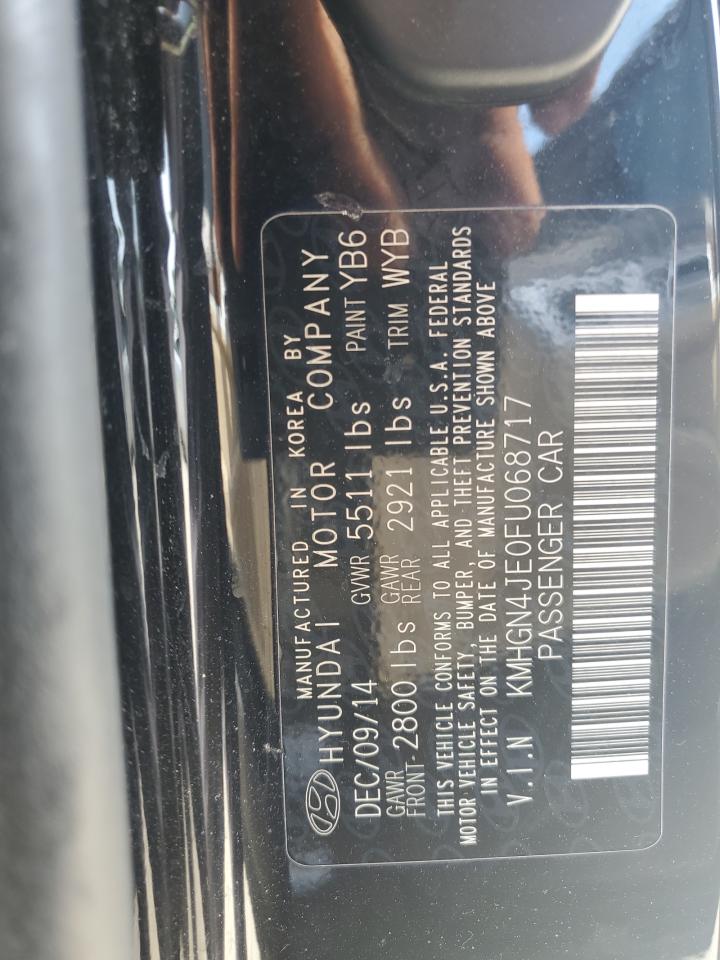 MANUFACTURED IN KOREA BY
HYUNDAI MOTOR COMPANY
DEC/09/14 GVWR 5511 lbs PAINT YB6
GAWR FRONT- 2800 lbs GAWR REAR 2921 lbs TRIM WYB
THIS VEHICLE CONFORMS TO ALL APPLICABLE U.S.A. FEDERAL
MOTOR VEHICLE SAFETY, BUMPER, AND THEFT PREVENTION STANDARDS
IN EFFECT ON THE DATE OF MANUFACTURE SHOWN ABOVE
V.I.N KMHGN4JE0FU068717
PASSENGER CAR